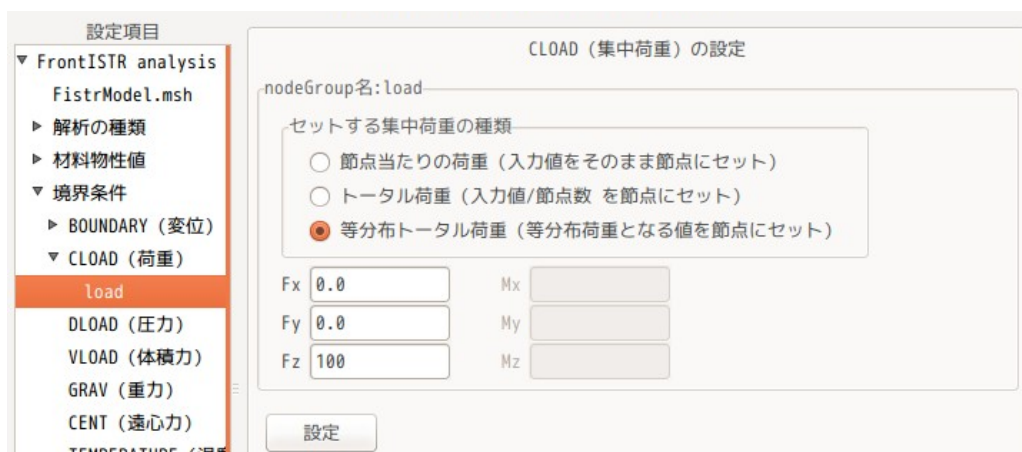 設定項目
▼ FrontISTR analysis
FistrModel.msh
▶ 解析の種類
▶ 材料物性値
▼ 境界条件
▶ BOUNDARY (変位)
▼ CLOAD (荷重)
load
DLOAD (圧力)
VLOAD (体積力)
GRAV (重力)
CENT (遠心力)
CLOAD (集中荷重) の設定
nodeGroup名:load
セットする集中荷重の種類
節点当たりの荷重 (入力値をそのまま節点にセット)
トータル荷重 (入力値/節点数 を節点にセット)
等分布トータル荷重 (等分布荷重となる値を節点にセット)
Fx 0.0 Mx
Fy 0.0 My
Fz 100 Mz
設定